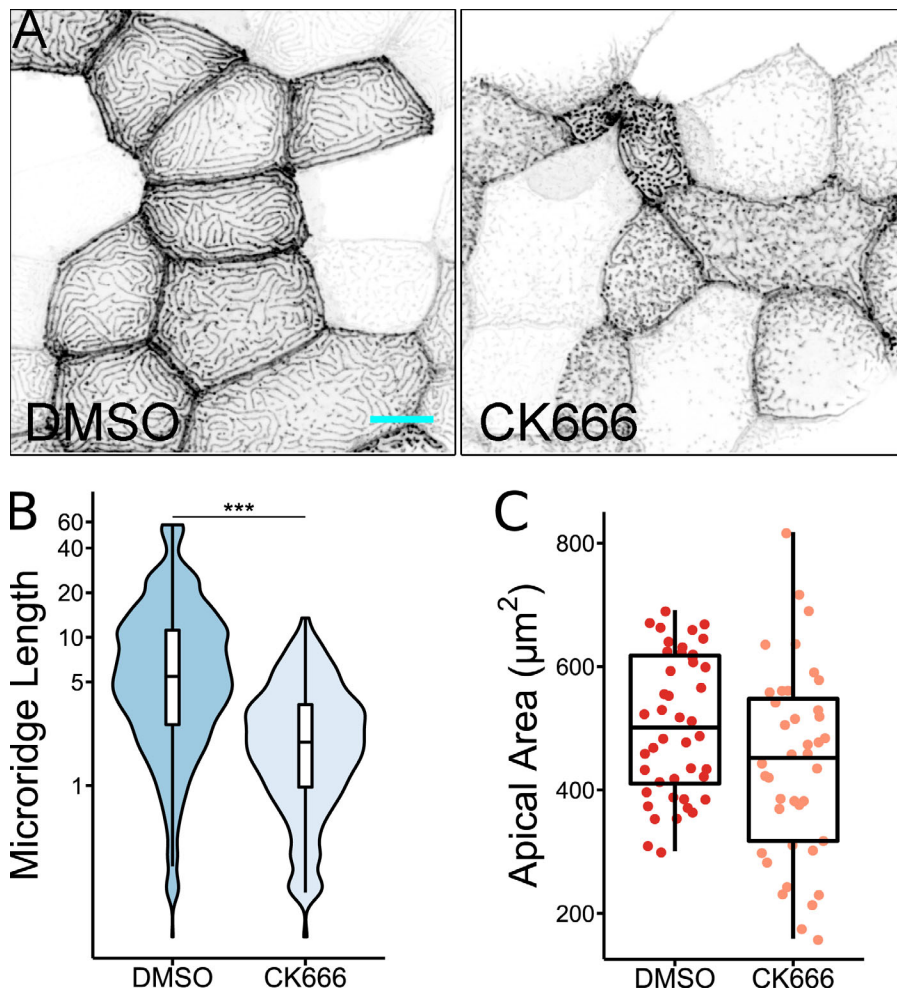 A
DMSO
CK666
B
***
60
40
20
10
5
1
Microridge Length
DMSO
CK666
C
800
600
400
200
Apical Area (μm²)
DMSO
CK666